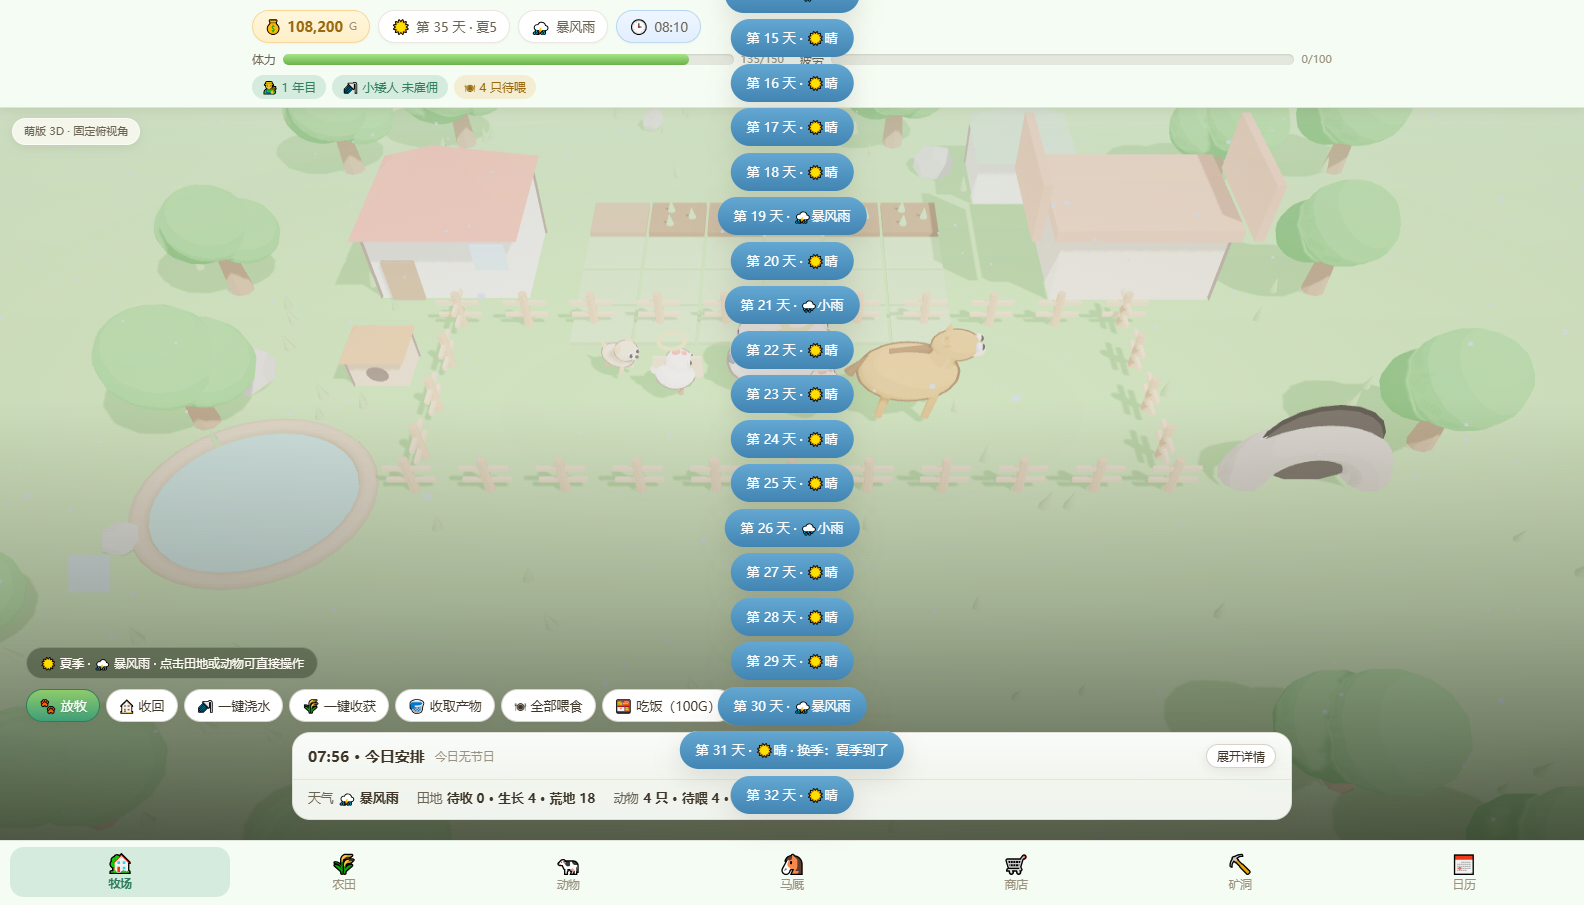 108,200 G
第 35 天 · 夏5
暴风雨
08:10
体力
135/150
疲劳
0/100
1 年目
小矮人 未雇佣
4 只待喂
萌版 3D · 固定俯视角
第 15 天 · 晴
第 16 天 · 晴
第 17 天 · 晴
第 18 天 · 晴
第 19 天 · 暴风雨
第 20 天 · 晴
第 21 天 · 小雨
第 22 天 · 晴
第 23 天 · 晴
第 24 天 · 晴
第 25 天 · 晴
第 26 天 · 小雨
第 27 天 · 晴
第 28 天 · 晴
第 29 天 · 晴
第 30 天 · 暴风雨
第 31 天 · 晴 · 换季：夏季到了
第 32 天 · 晴
夏季 · 暴风雨 · 点击田地或动物可直接操作
放牧
收回
一键浇水
一键收获
收取产物
全部喂食
吃饭（100G）
07:56 • 今日安排 今日无节日
展开详情
天气 暴风雨 田地 待收 0 • 生长 4 • 荒地 18 动物 4 只 • 待喂 4 •
牧场
农田
动物
马厩
商店
矿洞
日历